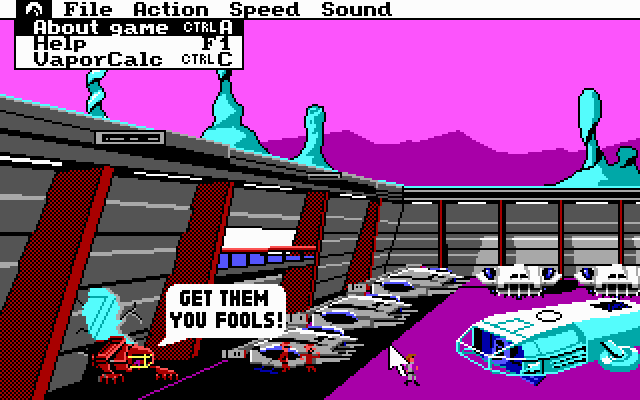 File Action Speed Sound
About game CTRL A
Help F1
VaporCalc CTRL C
GET THEM
YOU FOOLS!